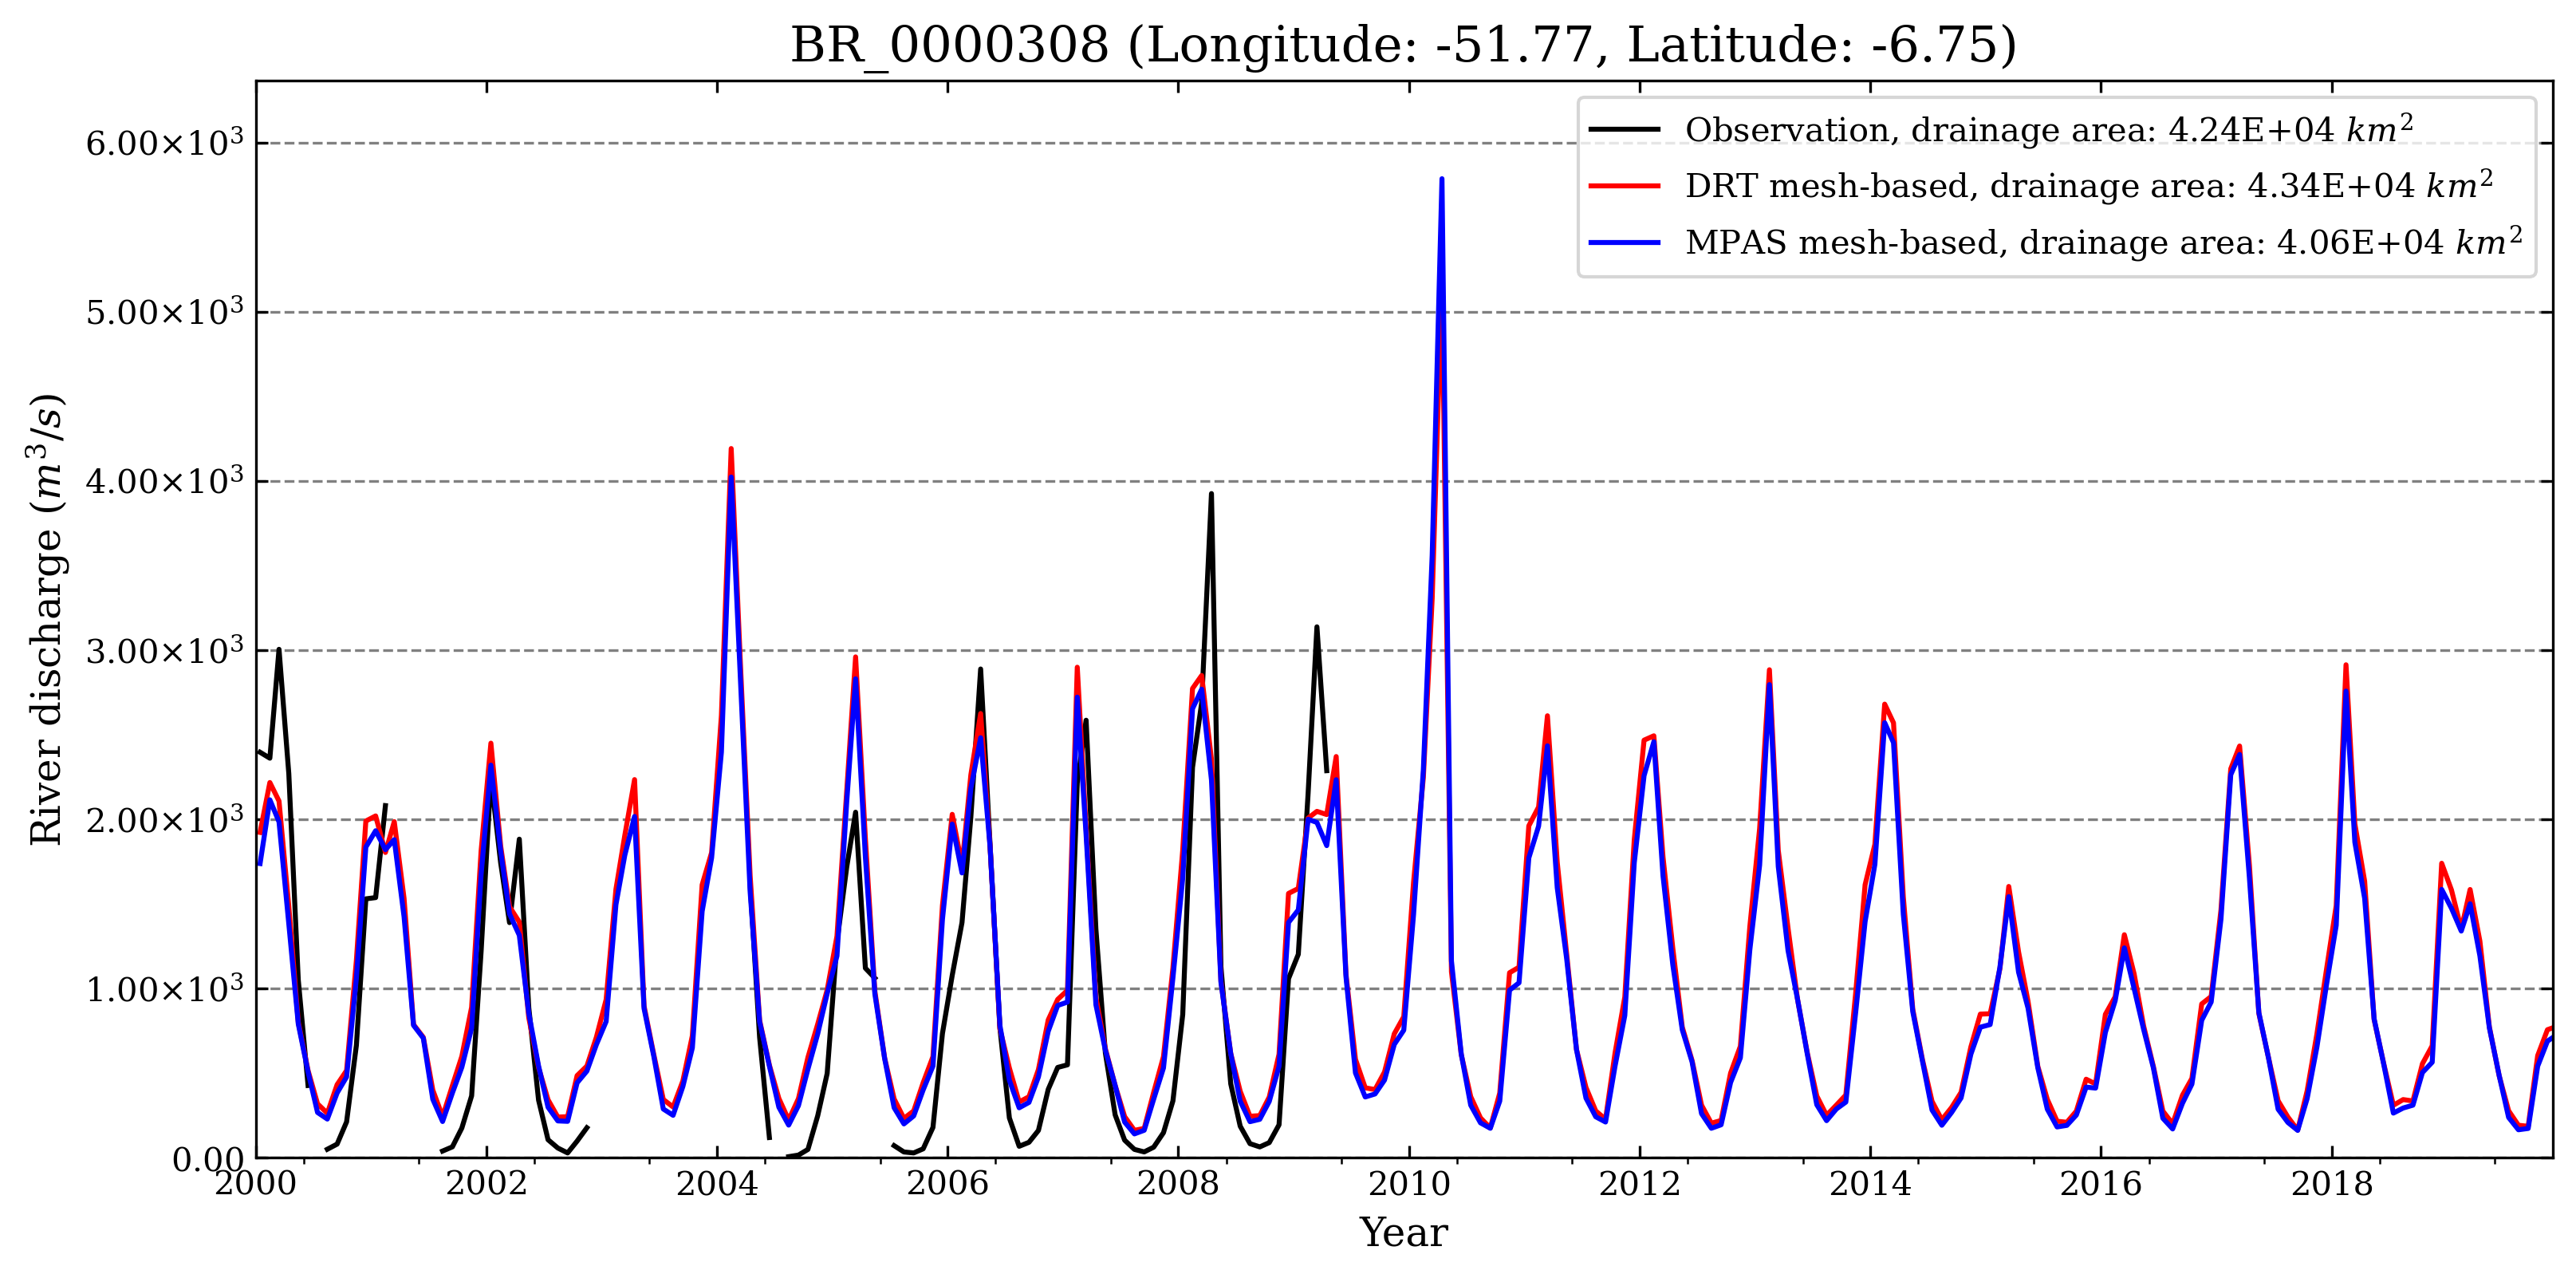 BR_0000308 (Longitude: -51.77, Latitude: -6.75)
Observation, drainage area: 4.24E+04 km²
DRT mesh-based, drainage area: 4.34E+04 km²
MPAS mesh-based, drainage area: 4.06E+04 km²
River discharge (m³/s)
6.00×10³
5.00×10³
4.00×10³
3.00×10³
2.00×10³
1.00×10³
0.00
2000 2002 2004 2006 2008 2010 2012 2014 2016 2018
Year